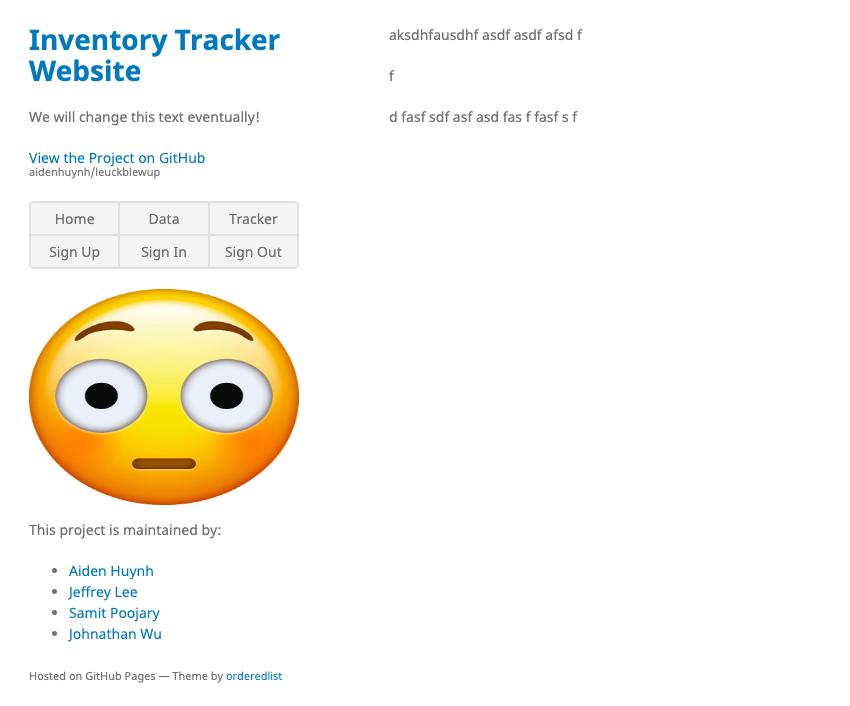 Inventory Tracker
Website
We will change this text eventually!
View the Project on GitHub
aidenhuynh/leuckblewup
Home Data Tracker
Sign Up Sign In Sign Out
This project is maintained by:
Aiden Huynh
Jeffrey Lee
Samit Poojary
Johnathan Wu
Hosted on GitHub Pages — Theme by orderedlist
aksdhfausdhf asdf asdf afsd f
f
d fasf sdf asf asd fas f fasf s f